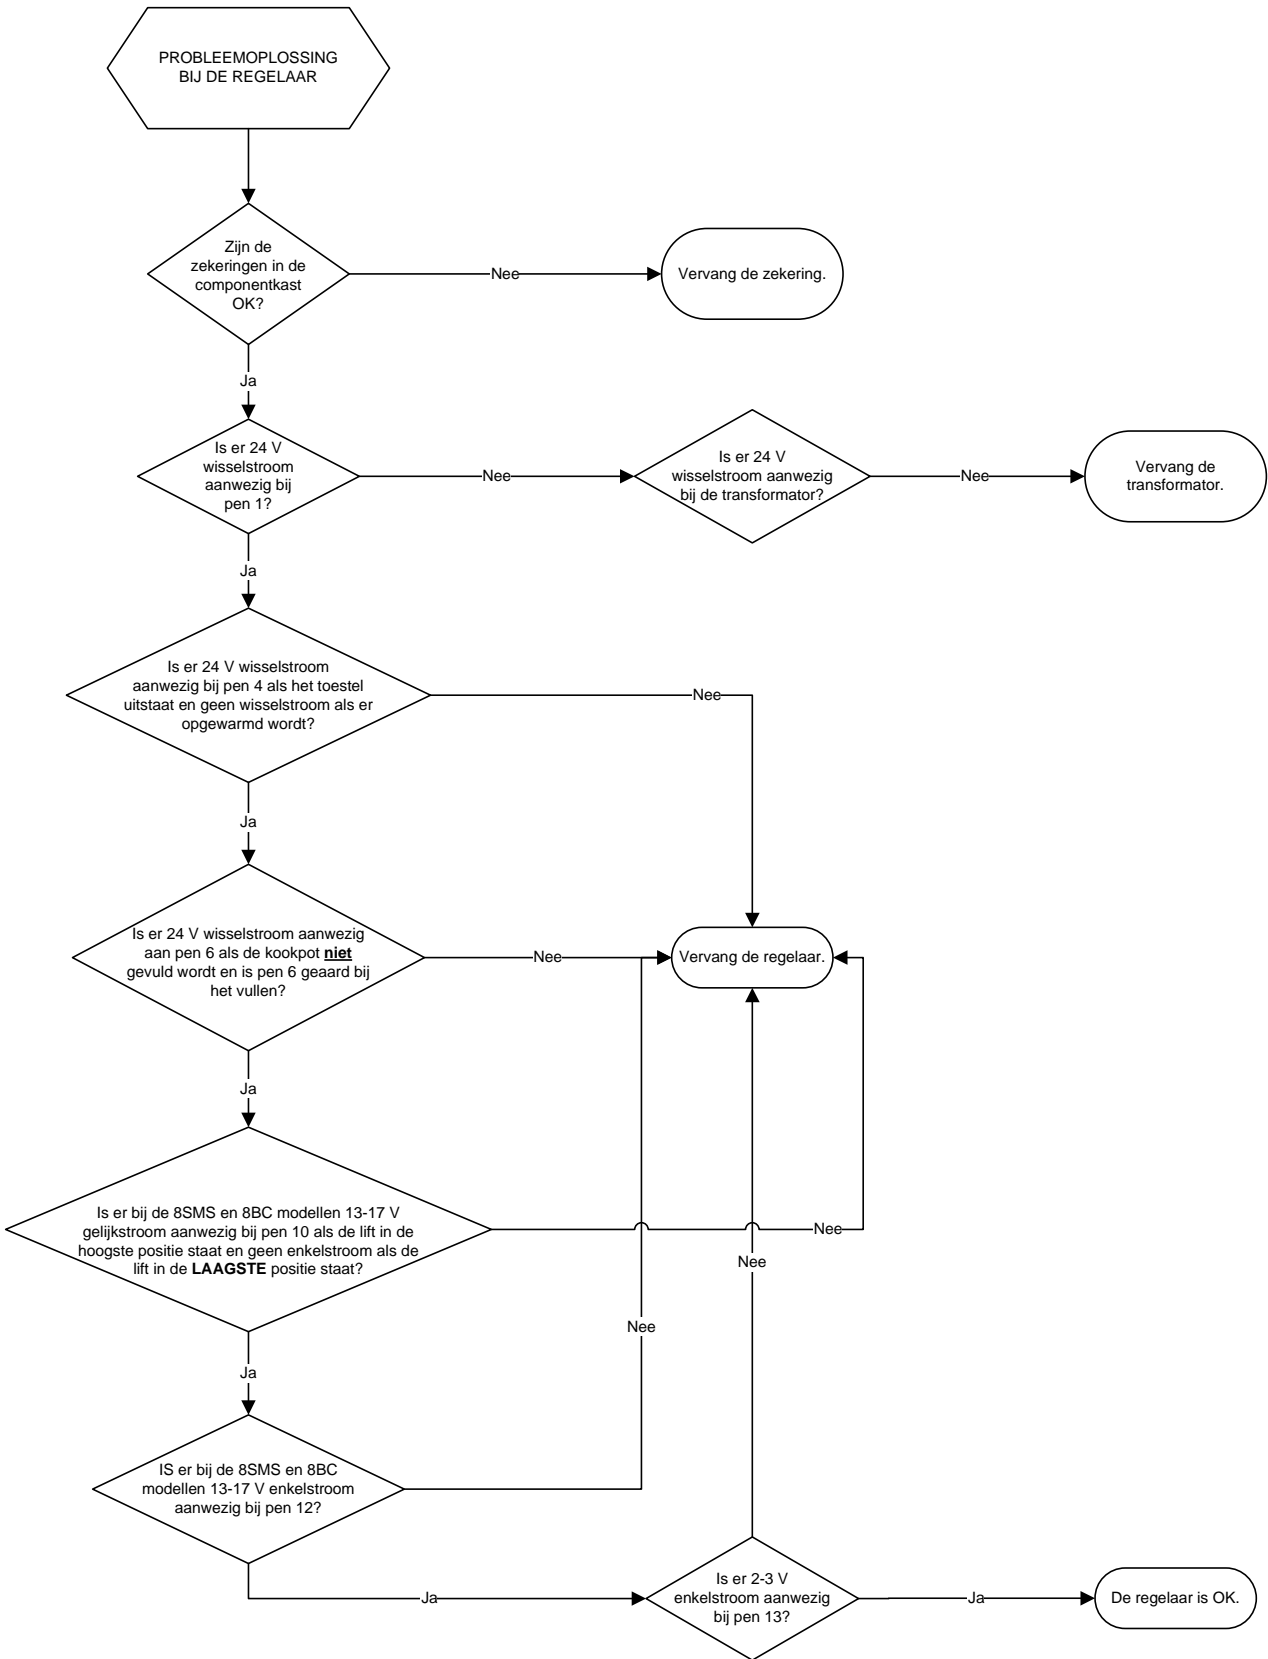 PROBLEEMOPLOSSING
BIJ DE REGELAAR
Zijn de
zekeringen in de
componentkast
OK?
Nee
Vervang de zekering.
Ja
Is er 24 V
wisselstroom
aanwezig bij
pen 1?
Nee
Is er 24 V
wisselstroom aanwezig
bij de transformator?
Nee
Vervang de
transformator.
Ja
Is er 24 V wisselstroom
aanwezig bij pen 4 als het toestel
uitstaat en geen wisselstroom als er
opgewarmd wordt?
Nee
Ja
Is er 24 V wisselstroom aanwezig
aan pen 6 als de kookpot niet
gevuld wordt en is pen 6 geaard bij
het vullen?
Nee
Vervang de regelaar.
Ja
Is er bij de 8SMS en 8BC modellen 13-17 V
gelijkstroom aanwezig bij pen 10 als de lift in de
hoogste positie staat en geen enkelstroom als de
lift in de LAAGSTE positie staat?
Nee
Nee
Nee
Ja
IS er bij de 8SMS en 8BC
modellen 13-17 V enkelstroom
aanwezig bij pen 12?
Ja
Is er 2-3 V
enkelstroom aanwezig
bij pen 13?
Ja
De regelaar is OK.